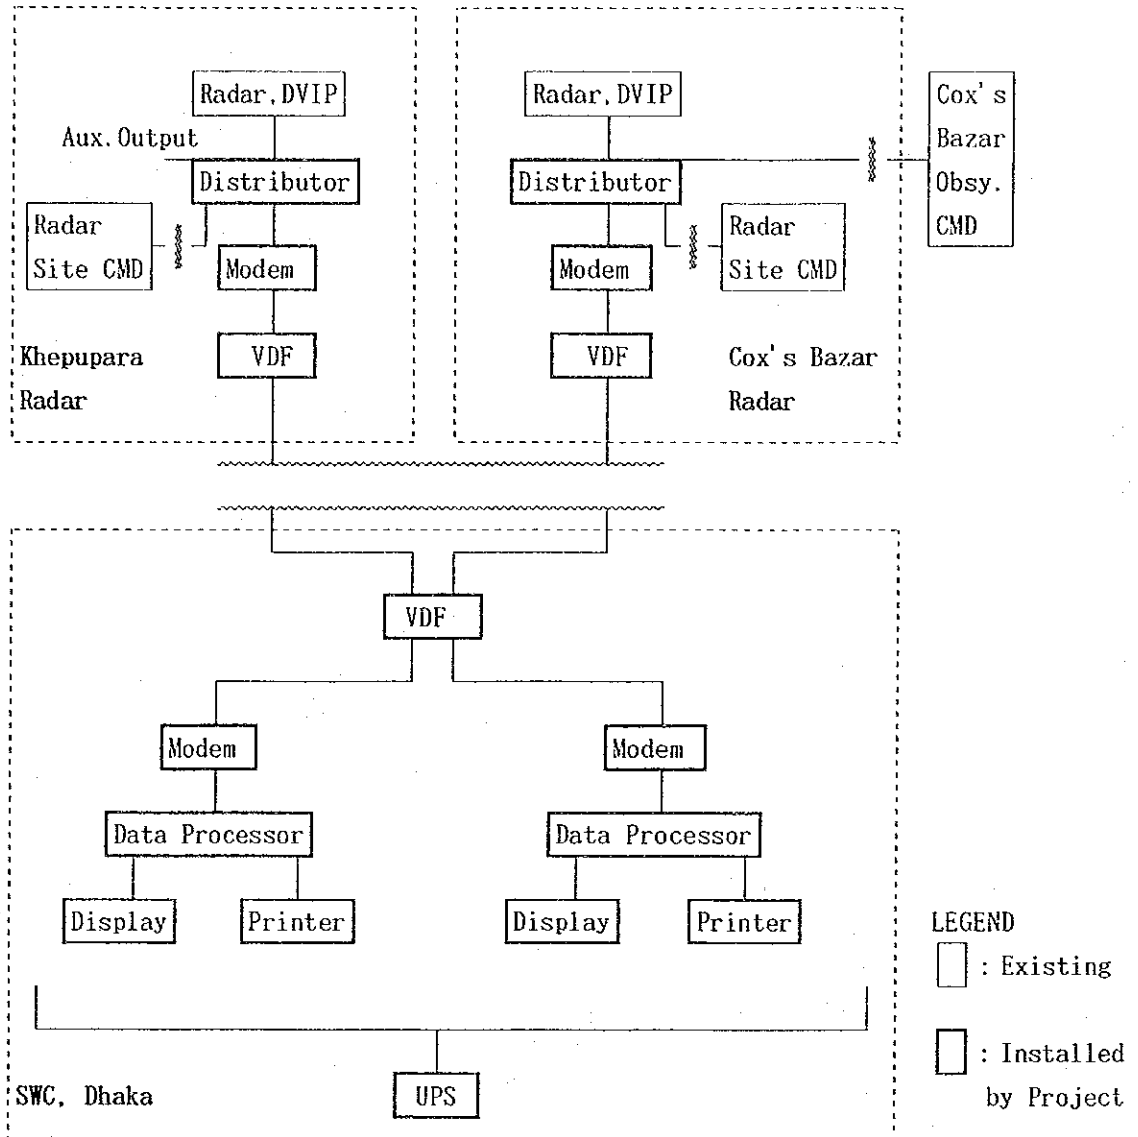 Radar,DVIP
Aux.Output
Distributor
Radar
Site CMD
Modem
VDF
Khepupara
Radar
Radar,DVIP
Distributor
Radar
Site CMD
Modem
VDF
Cox's Bazar
Radar
Cox's
Bazar
Obsy.
CMD
VDF
Modem
Modem
Data Processor
Data Processor
Display
Printer
Display
Printer
UPS
SWC, Dhaka
LEGEND
: Existing
: Installed
by Project